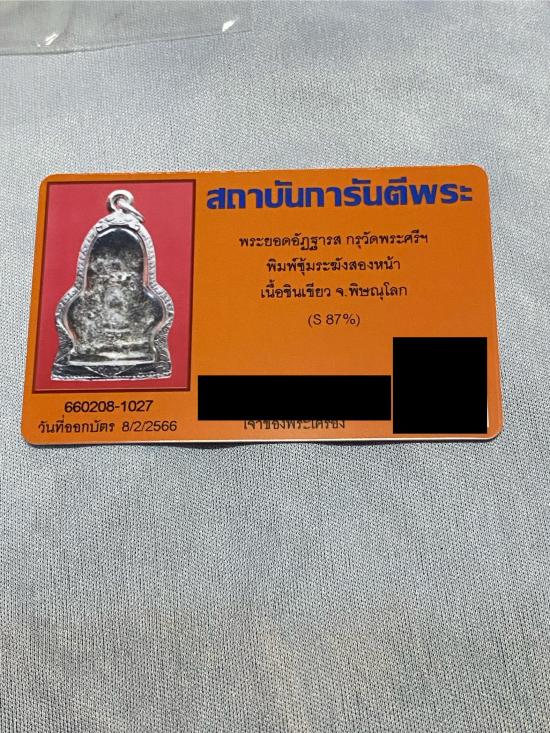 สถาบันการันตีพระ
พระยอดอัฏฐารส กรุวัดพระศรีฯ
พิมพ์ซุ้มระฆังสองหน้า
เนื้อชินเขียว จ.พิษณุโลก
(S 87%)
660208-1027
วันที่ออกบัตร 8/2/2566
เจ้าของพระเครื่อง